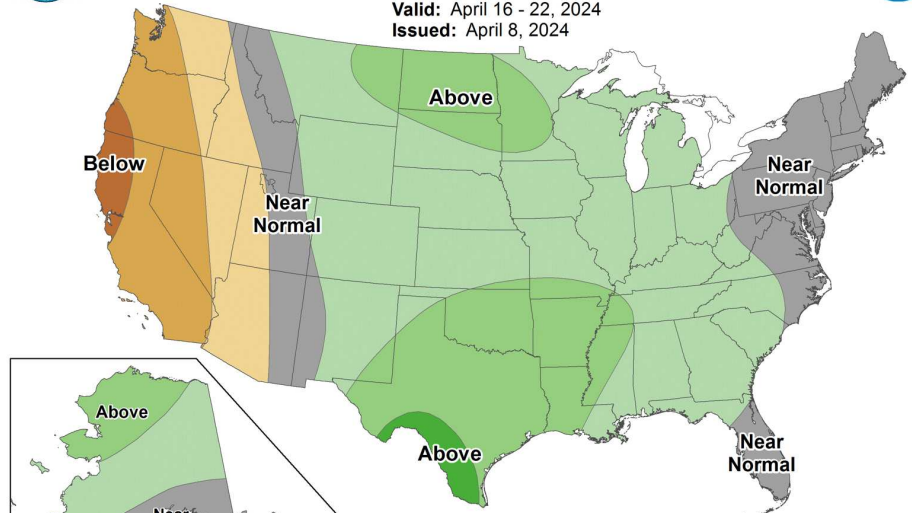 Valid: April 16 - 22, 2024
Issued: April 8, 2024
Above
Below
Near
Normal
Near
Normal
Above
Above
Near
Normal
Near